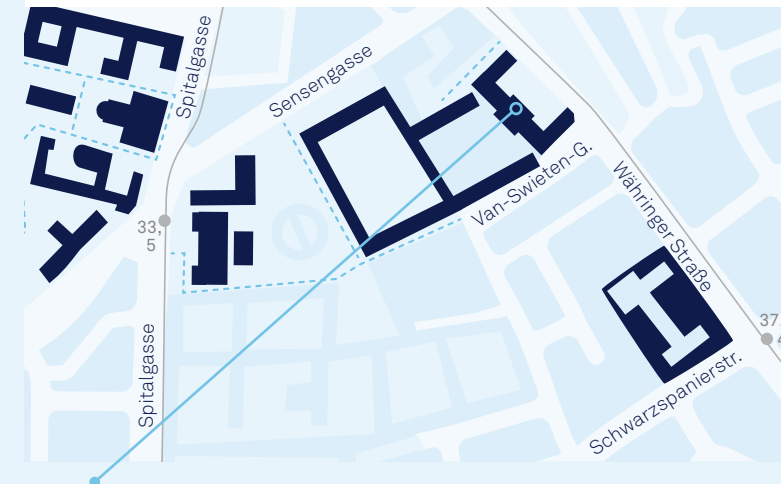 Spitalgasse
Sensengasse
Van-Swieten-G.
Währinger Straße
33,
5
37
Spitalgasse
Schwarzspanierstr.